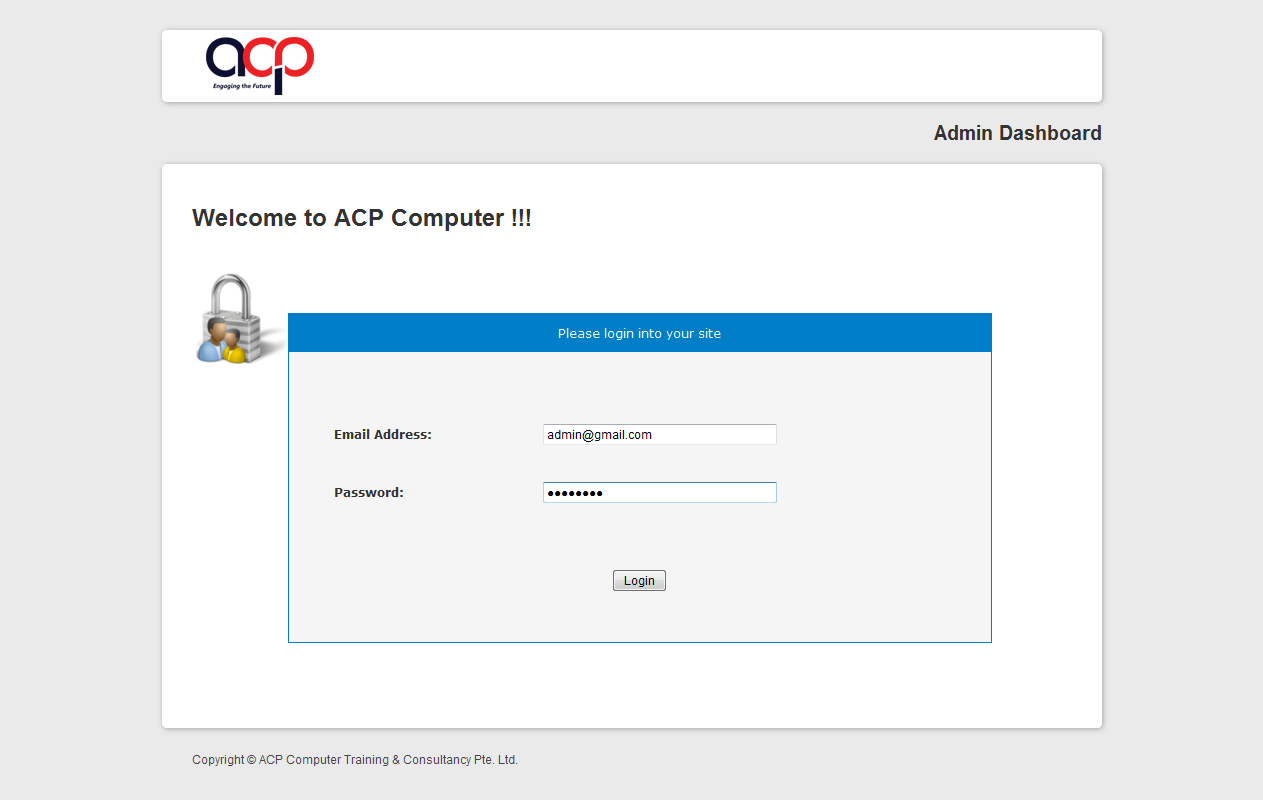 acp
Engaging the Future
Admin Dashboard
Welcome to ACP Computer !!!
Please login into your site
Email Address:
admin@gmail.com
Password:
●●●●●●●●
Login
Copyright © ACP Computer Training & Consultancy Pte. Ltd.